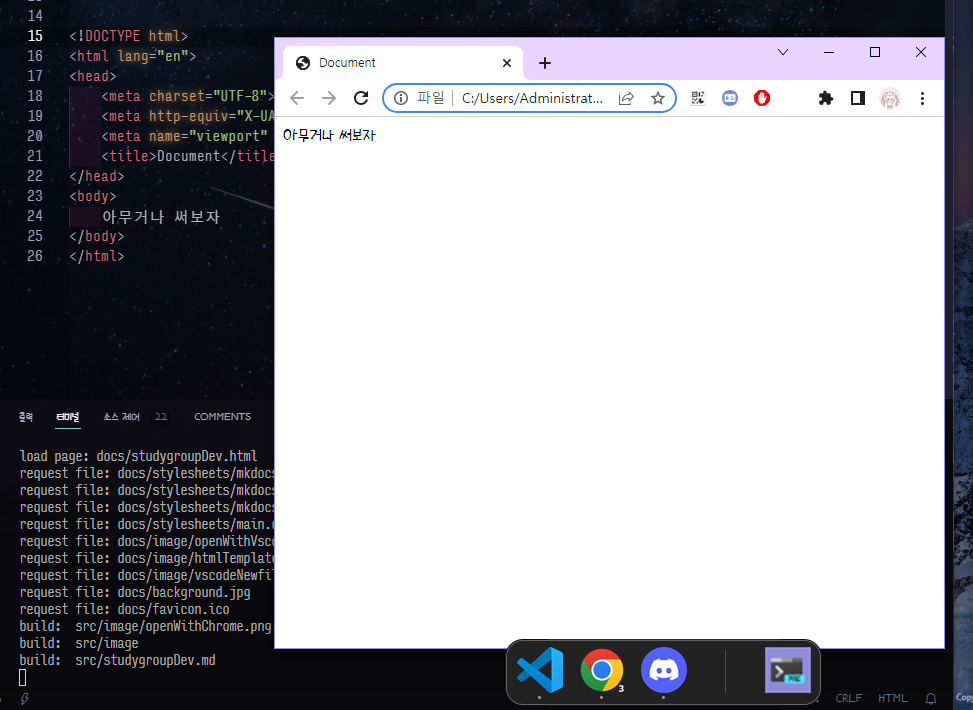 14
15 <!DOCTYPE html>
16 <html lang="en">
17 <head>
18 <meta charset="UTF-8">
19 <meta http-equiv="X-UA
20 <meta name="viewport"
21 <title>Document</title
22 </head>
23 <body>
24 아무거나 써보자
25 </body>
26 </html>
Document
파일 C:/Users/Administrat...
아무거나 써보자
출력 터미널 소스 제어 22 COMMENTS
load page: docs/studygroupDev.html
request file: docs/stylesheets/mkdocs
request file: docs/stylesheets/mkdocs
request file: docs/stylesheets/mkdocs
request file: docs/stylesheets/main.c
request file: docs/image/openWithVsco
request file: docs/image/htmlTemplate
request file: docs/image/vscodeNewfil
request file: docs/background.jpg
request file: docs/favicon.ico
build: src/image/openWithChrome.png
build: src/image
build: src/studygroupDev.md
3
PRE
CRLF HTML
Copy